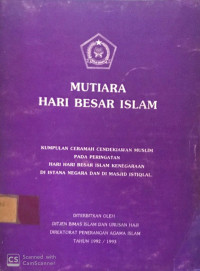 MUTIARA
HARI BESAR ISLAM
KUMPULAN CERAMAH CENDEKIAWAN MUSLIM
PADA PERINGATAN
HARI HARI BESAR ISLAM KENEGARAAN
DI ISTANA NEGARA DAN DI MASJID ISTIQLAL
DITERBITKAN OLEH
DITJEN BIMAS ISLAM DAN URUSAN HAJI
DIREKTORAT PENERANGAN AGAMA ISLAM
TAHUN 1992 / 1993
CS
Scanned with
CamScanner